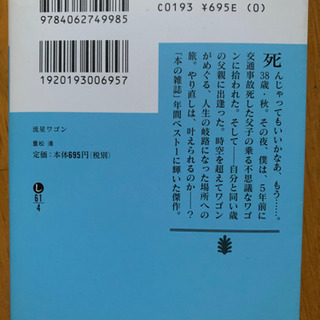 9784062749985
C0193 ¥695E (0)
1920193006957
流星ワゴン
重松 清
定価:本体695円(税別)
し
61
4
死んじゃってもいいかなあ、もう……。
38歳・秋。その夜、僕は、5年前に
交通事故死した父子の乗る不思議なワゴ
ンに拾われた。そして――自分と同い歳
の父親に出逢った。時空を超えてワゴン
がめぐる、人生の岐路になった場所への
旅。やり直しは、叶えられるのか――?
「本の雑誌」年間ベスト1に輝いた傑作。